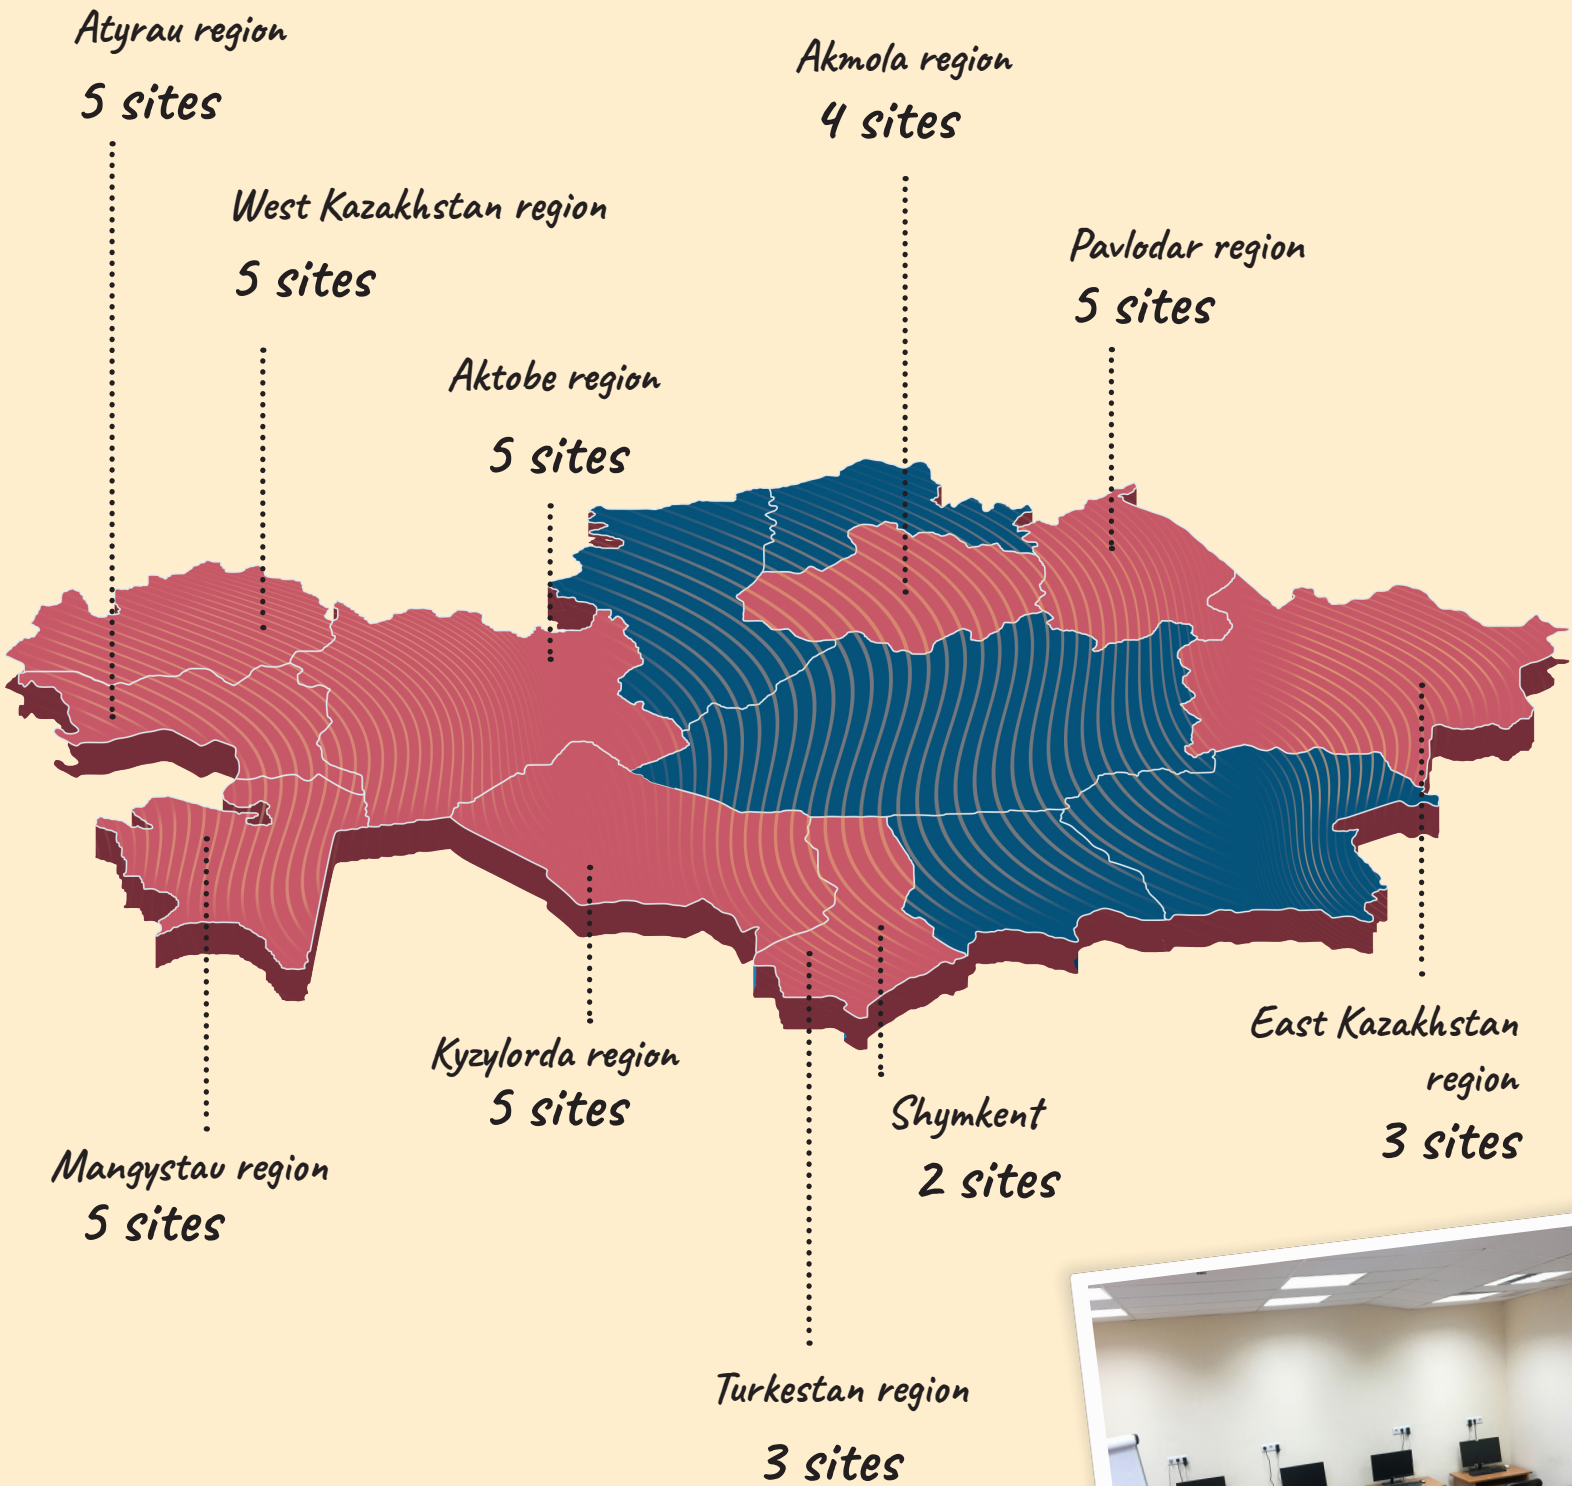 Atyrau region
5 sites
Akmola region
4 sites
West Kazakhstan region
5 sites
Pavlodar region
5 sites
Aktobe region
5 sites
East Kazakhstan
region
3 sites
Kyzylorda region
5 sites
Shymkent
2 sites
Mangystau region
5 sites
Turkestan region
3 sites